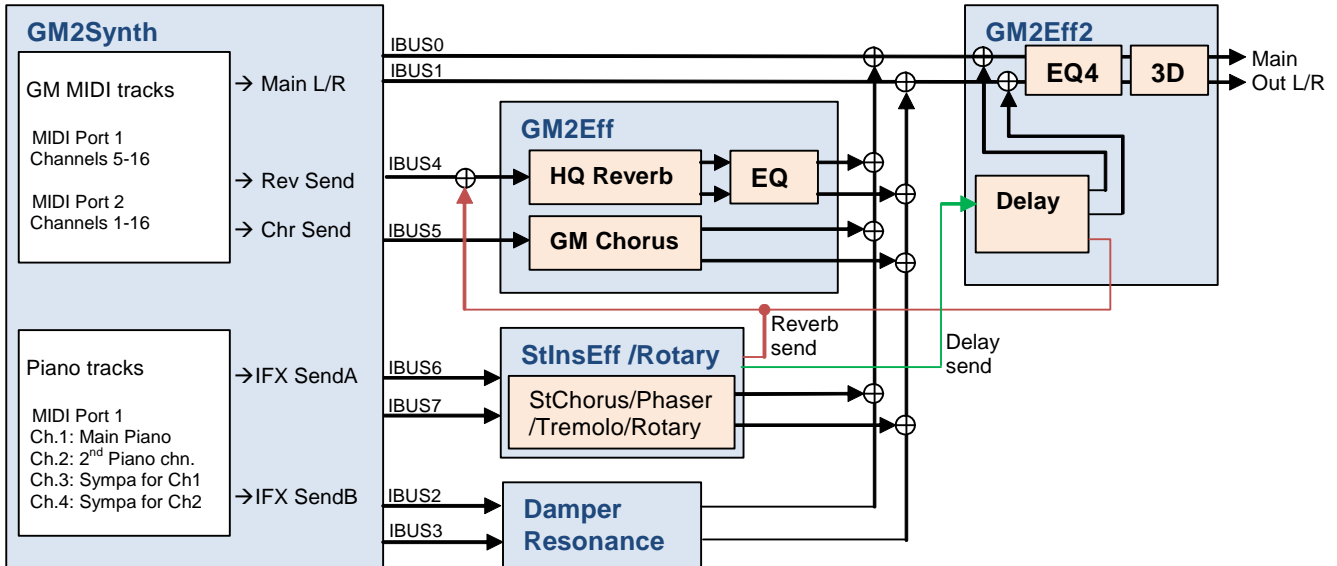 GM2Synth
GM MIDI tracks
MIDI Port 1
Channels 5-16
MIDI Port 2
Channels 1-16
→ Main L/R
→ Rev Send
→ Chr Send
Piano tracks
MIDI Port 1
Ch.1: Main Piano
Ch.2: 2nd Piano chn.
Ch.3: Sympa for Ch1
Ch.4: Sympa for Ch2
→IFX SendA
→IFX SendB
IBUS0
IBUS1
IBUS4
IBUS5
IBUS6
IBUS7
IBUS2
IBUS3
GM2Eff
HQ Reverb
EQ
GM Chorus
StInsEff /Rotary
StChorus/Phaser
/Tremolo/Rotary
Damper
Resonance
Reverb
send
Delay
send
GM2Eff2
EQ4
3D
Delay
Main
Out L/R